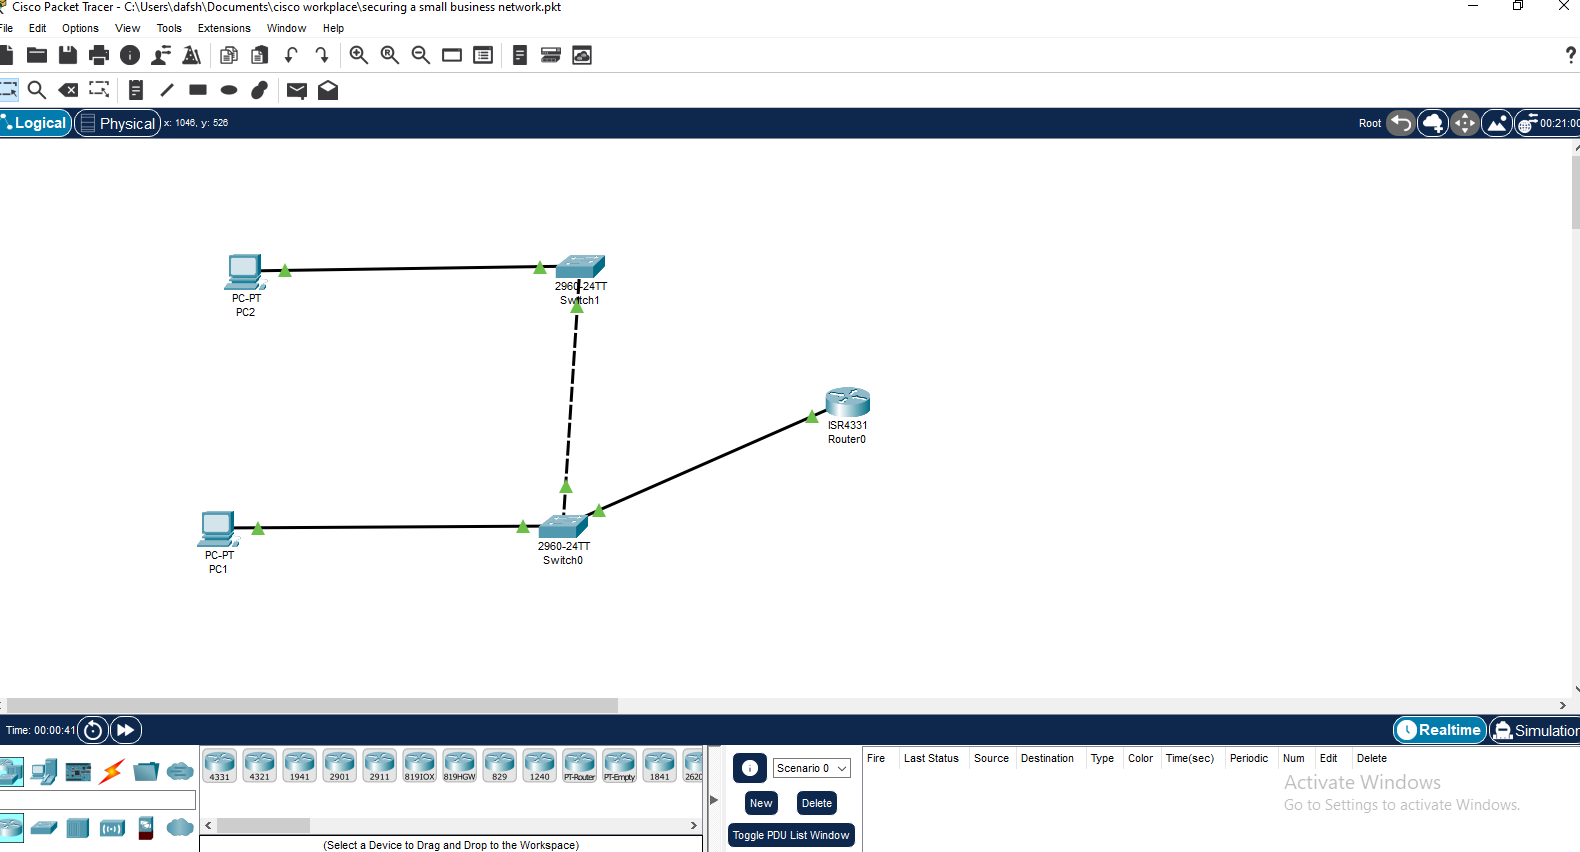 Cisco Packet Tracer - C:\Users\dafsh\Documents\cisco workplace\securing a small business network.pkt
File Edit Options View Tools Extensions Window Help
?
Logical Physical x: 1046, y: 526 Root 00:21:00
2960-24TT
Switch1
PC-PT
PC2
ISR4331
Router0
2960-24TT
Switch0
PC-PT
PC1
Time: 00:00:41 Realtime Simulation
4331 4321 1941 2901 2911 819IOX 819HGW 829 1240 PT-Router PT-Empty 1841 2620
(Select a Device to Drag and Drop to the Workspace)
Scenario 0
New Delete
Toggle PDU List Window
Fire Last Status Source Destination Type Color Time(sec) Periodic Num Edit Delete
Activate Windows
Go to Settings to activate Windows.